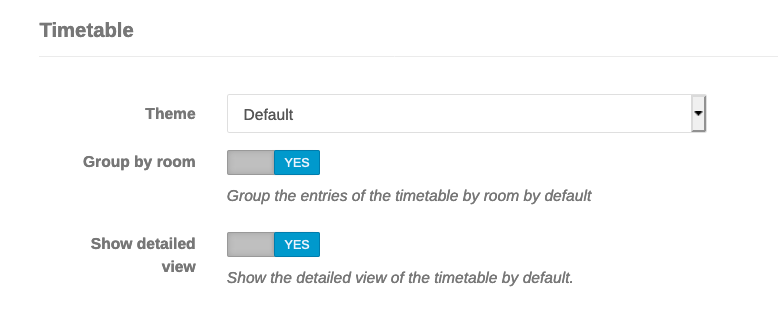 Timetable
Theme
Default
Group by room
YES
Group the entries of the timetable by room by default
Show detailed
view
YES
Show the detailed view of the timetable by default.